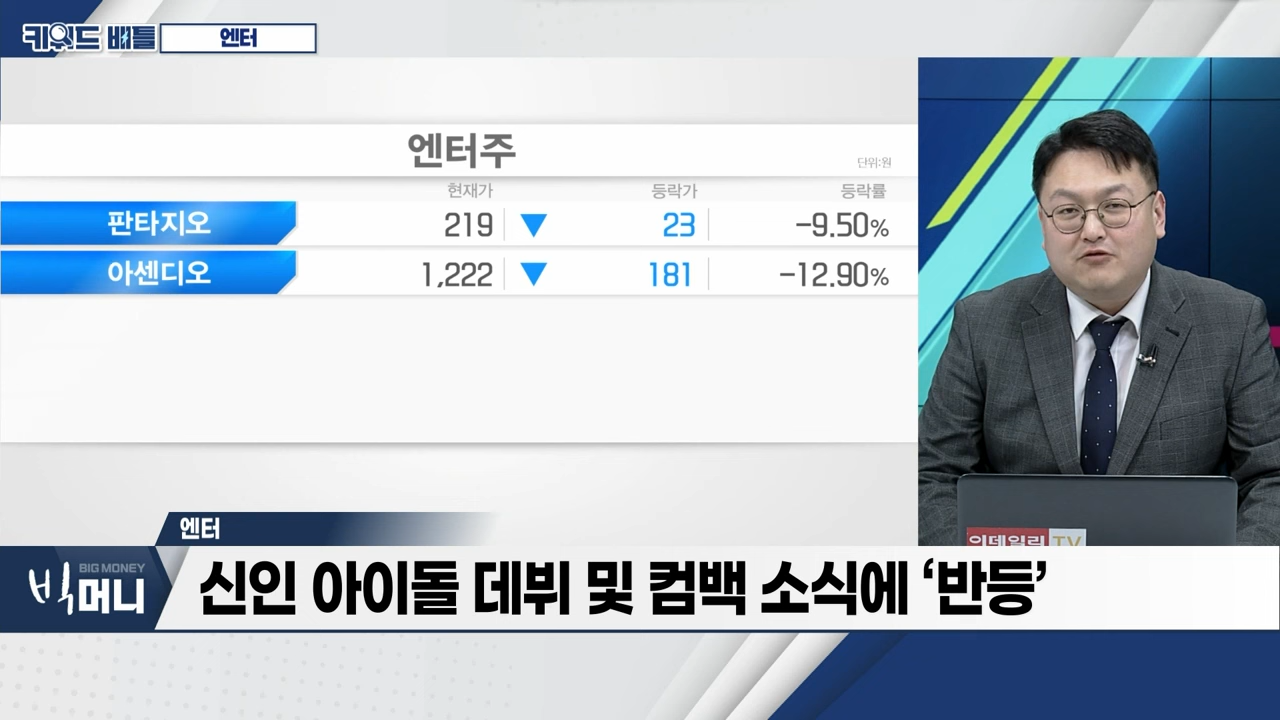 키워드 배틀 엔터
엔터주
단위:원
현재가 등락가 등락률
판타지오 219 ▼ 23 -9.50%
아센디오 1,222 ▼ 181 -12.90%
이데일리 TV
엔터
빅머니 BIG MONEY
신인 아이돌 데뷔 및 컴백 소식에 ‘반등’